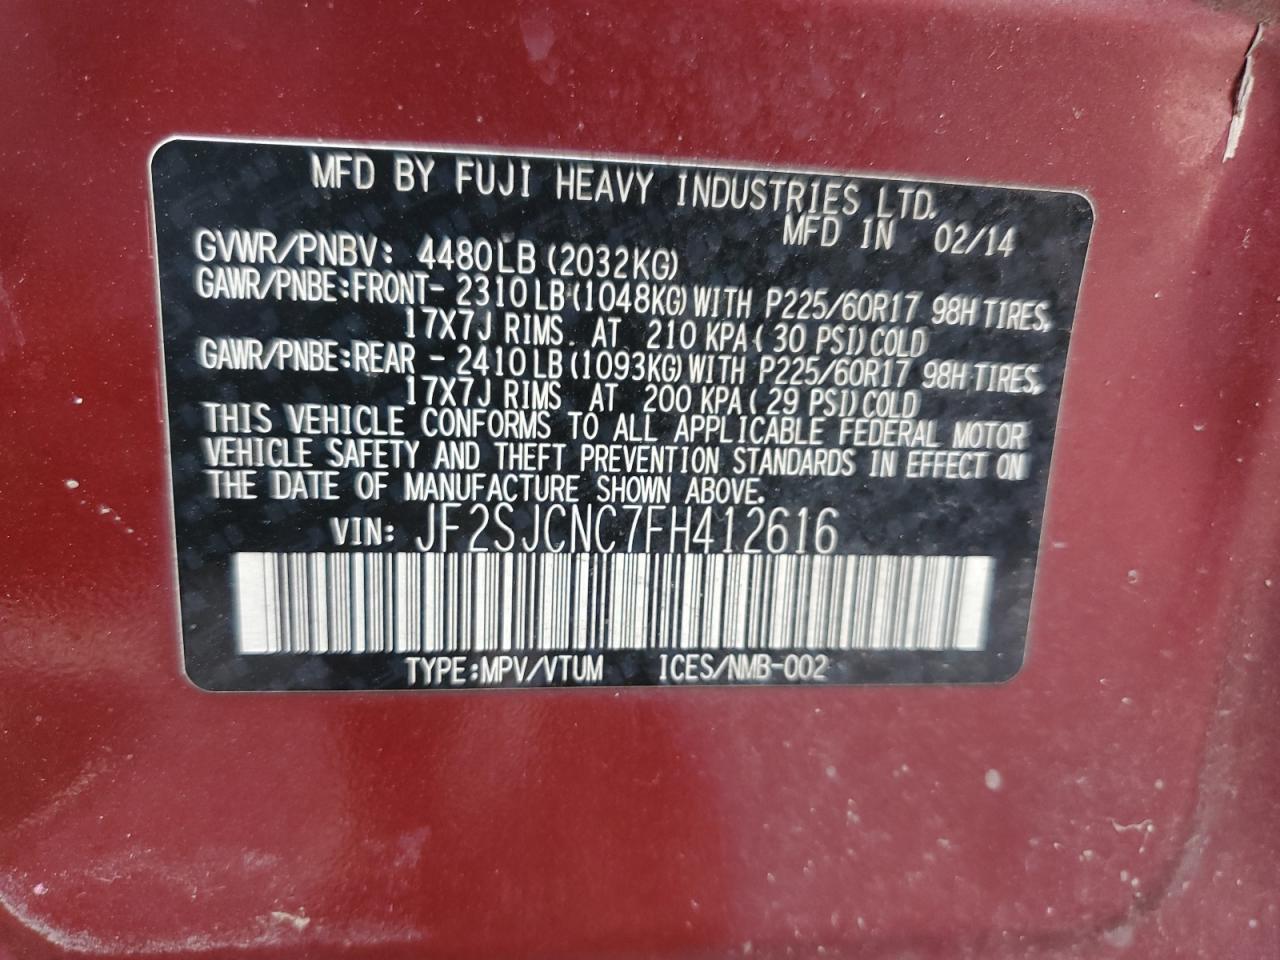 MFD BY FUJI HEAVY INDUSTRIES LTD.
MFD IN 02/14
GVWR/PNBV: 4480LB (2032KG)
GAWR/PNBE:FRONT- 2310LB(1048KG)WITH P225/60R17 98H TIRES,
17X7J RIMS. AT 210 KPA( 30 PSI)COLD
GAWR/PNBE:REAR - 2410LB(1093KG)WITH P225/60R17 98H TIRES,
17X7J RIMS AT 200 KPA( 29 PSI)COLD
THIS VEHICLE CONFORMS TO ALL APPLICABLE FEDERAL MOTOR
VEHICLE SAFETY AND THEFT PREVENTION STANDARDS IN EFFECT ON
THE DATE OF MANUFACTURE SHOWN ABOVE.
VIN: JF2SJCNC7FH412616
TYPE:MPV/VTUM ICES/NMB-002